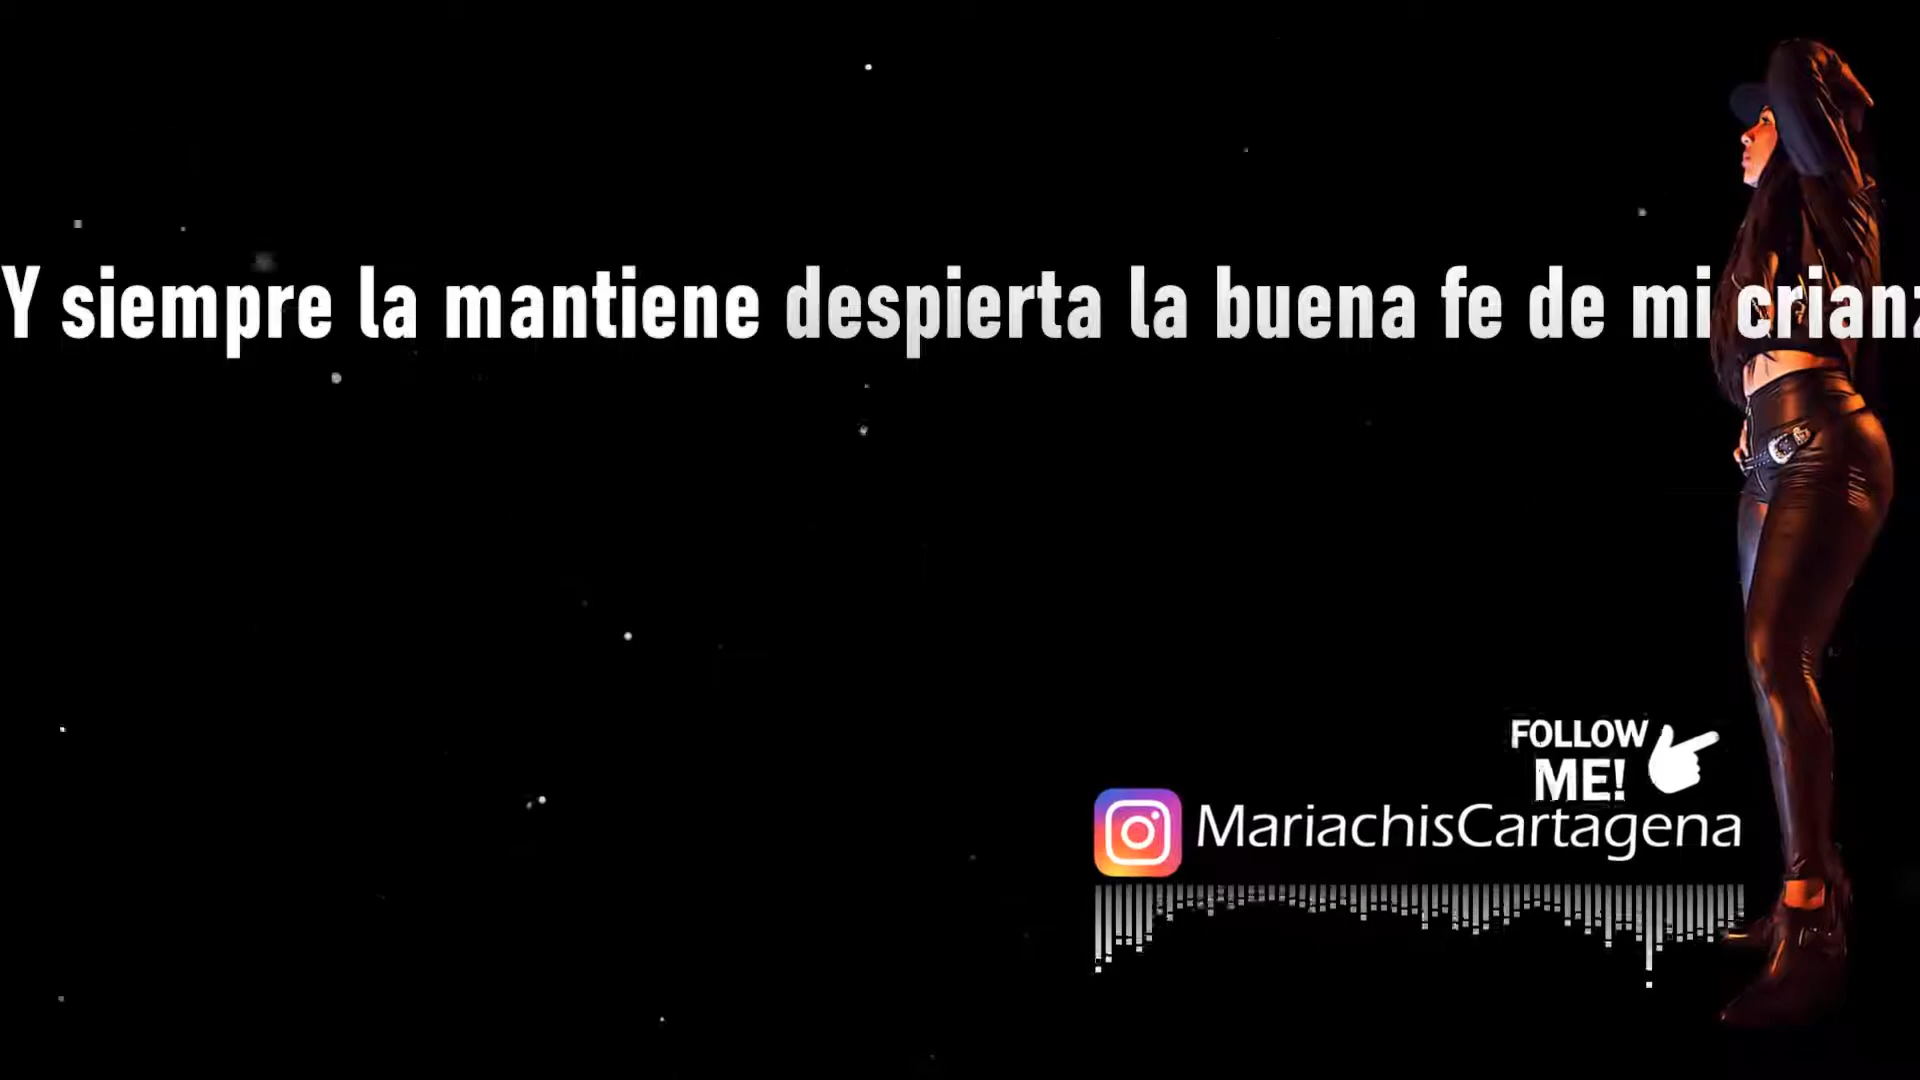 Y siempre la mantiene despierta la buena fe de mi crianz
FOLLOW
ME!
MariachisCartagena